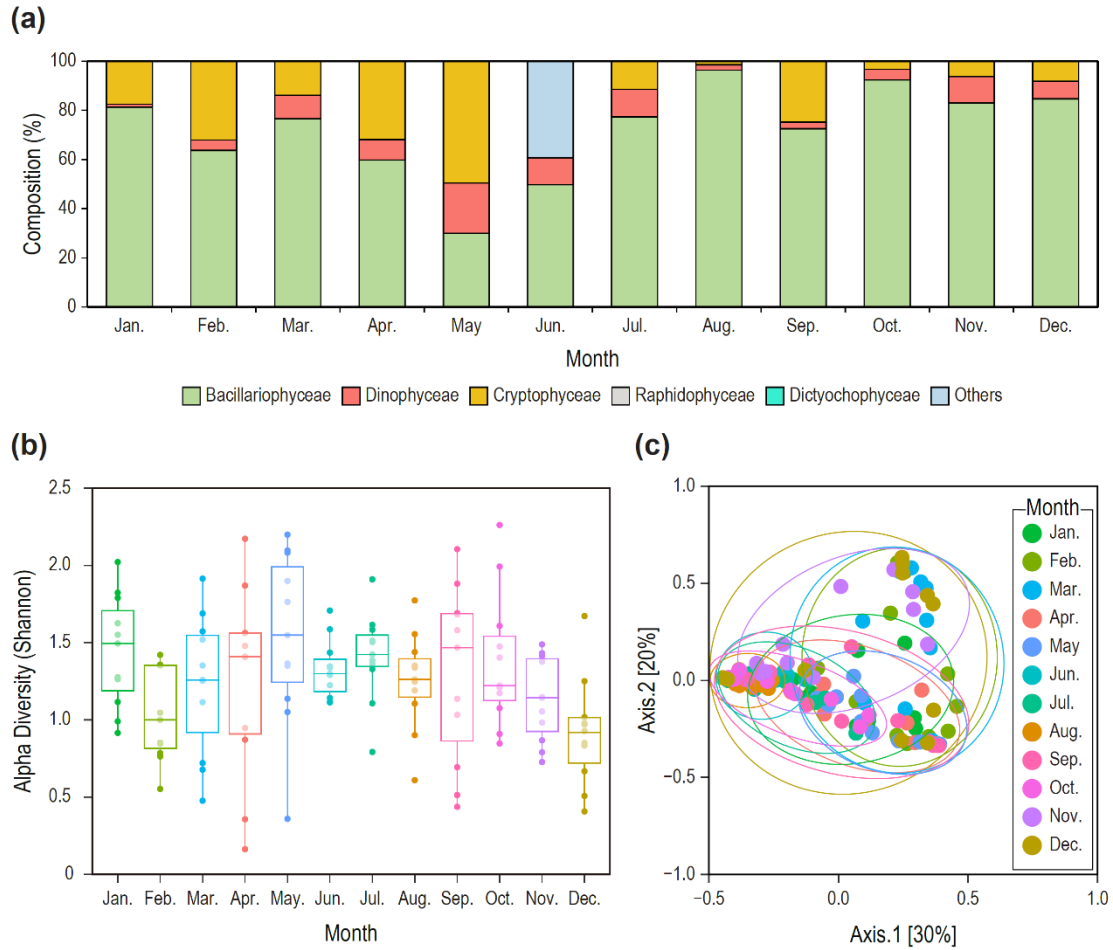 (a)
Composition (%)
100
80
60
40
20
0
Jan. Feb. Mar. Apr. May Jun. Jul. Aug. Sep. Oct. Nov. Dec.
Month
Bacillariophyceae Dinophyceae Cryptophyceae Raphidophyceae Dictyochophyceae Others
(b)
Alpha Diversity (Shannon)
2.5
2.0
1.5
1.0
0.5
0
Jan. Feb. Mar. Apr. May. Jun. Jul. Aug. Sep. Oct. Nov. Dec.
Month
(c)
Axis.2 [20%]
1.0
0.5
0.0
−0.5
−1.0
−0.5 0.0 0.5 1.0
Axis.1 [30%]
Month
Jan.
Feb.
Mar.
Apr.
May
Jun.
Jul.
Aug.
Sep.
Oct.
Nov.
Dec.